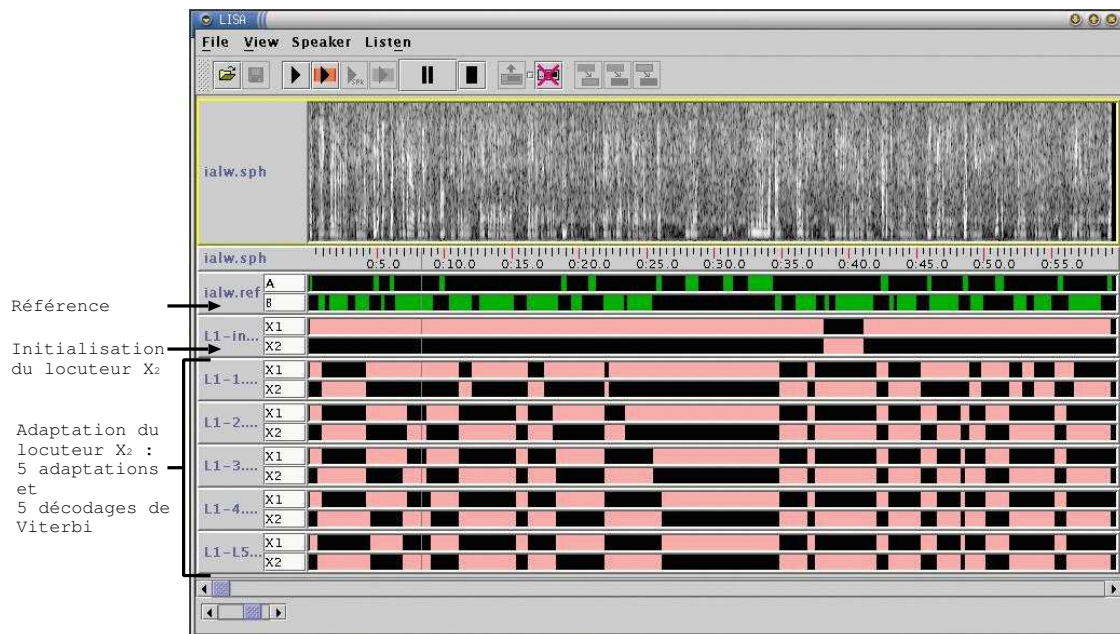 LISA
File View Speaker Listen
SPK
ialw.sph
ialw.sph
0:5.0 0:10.0 0:15.0 0:20.0 0:25.0 0:30.0 0:35.0 0:40.0 0:45.0 0:50.0 0:55.0
ialw.ref
A
B
L1-in...
X1
X2
L1-1....
X1
X2
L1-2....
X1
X2
L1-3....
X1
X2
L1-4....
X1
X2
L1-L5...
X1
X2
Référence
Initialisation
du locuteur X₂
Adaptation du
locuteur X₂ :
5 adaptations
et
5 décodages de
Viterbi